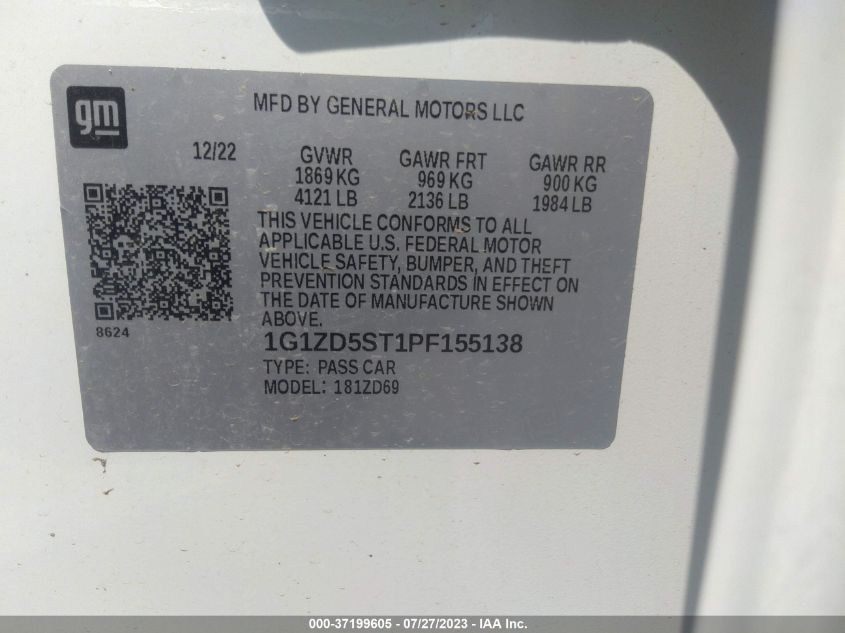 gm
MFD BY GENERAL MOTORS LLC
12/22 GVWR GAWR FRT GAWR RR
1869 KG 969 KG 900 KG
4121 LB 2136 LB 1984 LB
THIS VEHICLE CONFORMS TO ALL
APPLICABLE U.S. FEDERAL MOTOR
VEHICLE SAFETY, BUMPER, AND THEFT
PREVENTION STANDARDS IN EFFECT ON
THE DATE OF MANUFACTURE SHOWN
ABOVE.
8624
1G1ZD5ST1PF155138
TYPE: PASS CAR
MODEL: 181ZD69
000-37199605 - 07/27/2023 - IAA Inc.